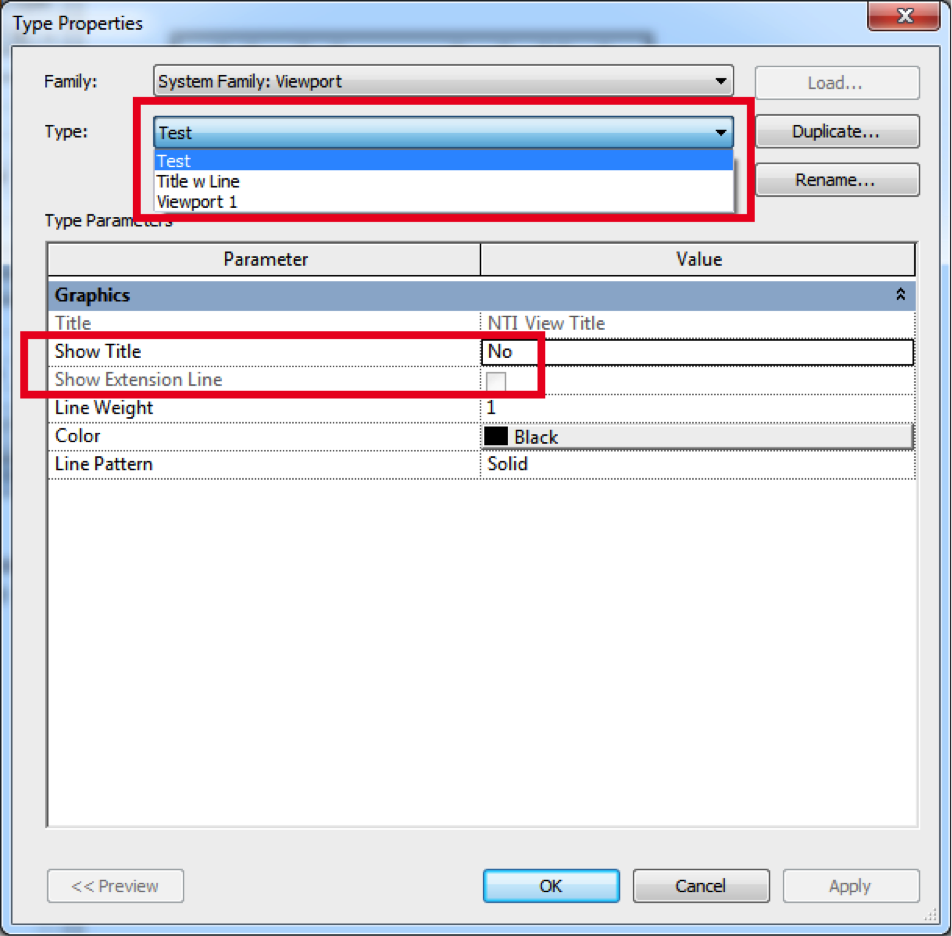 Type Properties
Family: System Family: Viewport Load...
Type: Test Duplicate...
Test
Title w Line
Viewport 1
Rename...
Type Parameters
Parameter Value
Graphics
Title NTI View Title
Show Title No
Show Extension Line
Line Weight 1
Color Black
Line Pattern Solid
<< Preview OK Cancel Apply